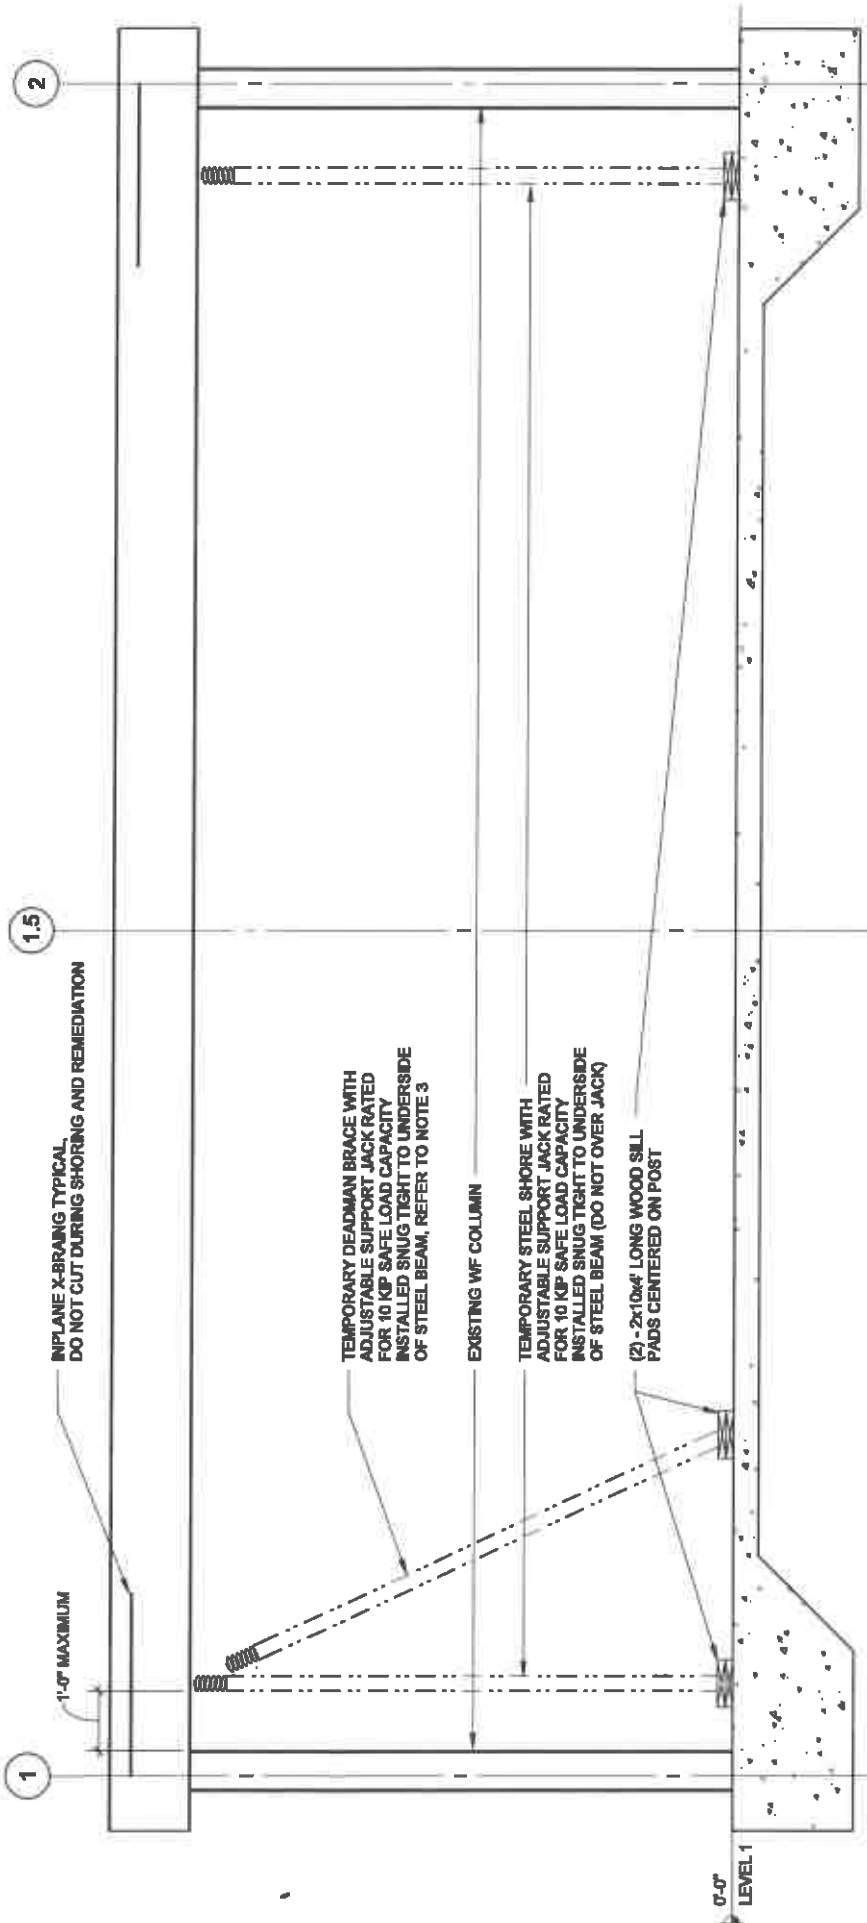 1
1.5
2
1'-0" MAXIMUM
INPLANE X-BRAING TYPICAL,
DO NOT CUT DURING SHORING AND REMEDIATION
TEMPORARY DEADMAN BRACE WITH
ADJUSTABLE SUPPORT JACK RATED
FOR 10 KIP SAFE LOAD CAPACITY
INSTALLED SNUG TIGHT TO UNDERSIDE
OF STEEL BEAM, REFER TO NOTE 3
EXISTING WF COLUMN
TEMPORARY STEEL SHORE WITH
ADJUSTABLE SUPPORT JACK RATED
FOR 10 KIP SAFE LOAD CAPACITY
INSTALLED SNUG TIGHT TO UNDERSIDE
OF STEEL BEAM (DO NOT OVER JACK)
(2) - 2x10x4' LONG WOOD SILL
PADS CENTERED ON POST
0'-0"
LEVEL 1